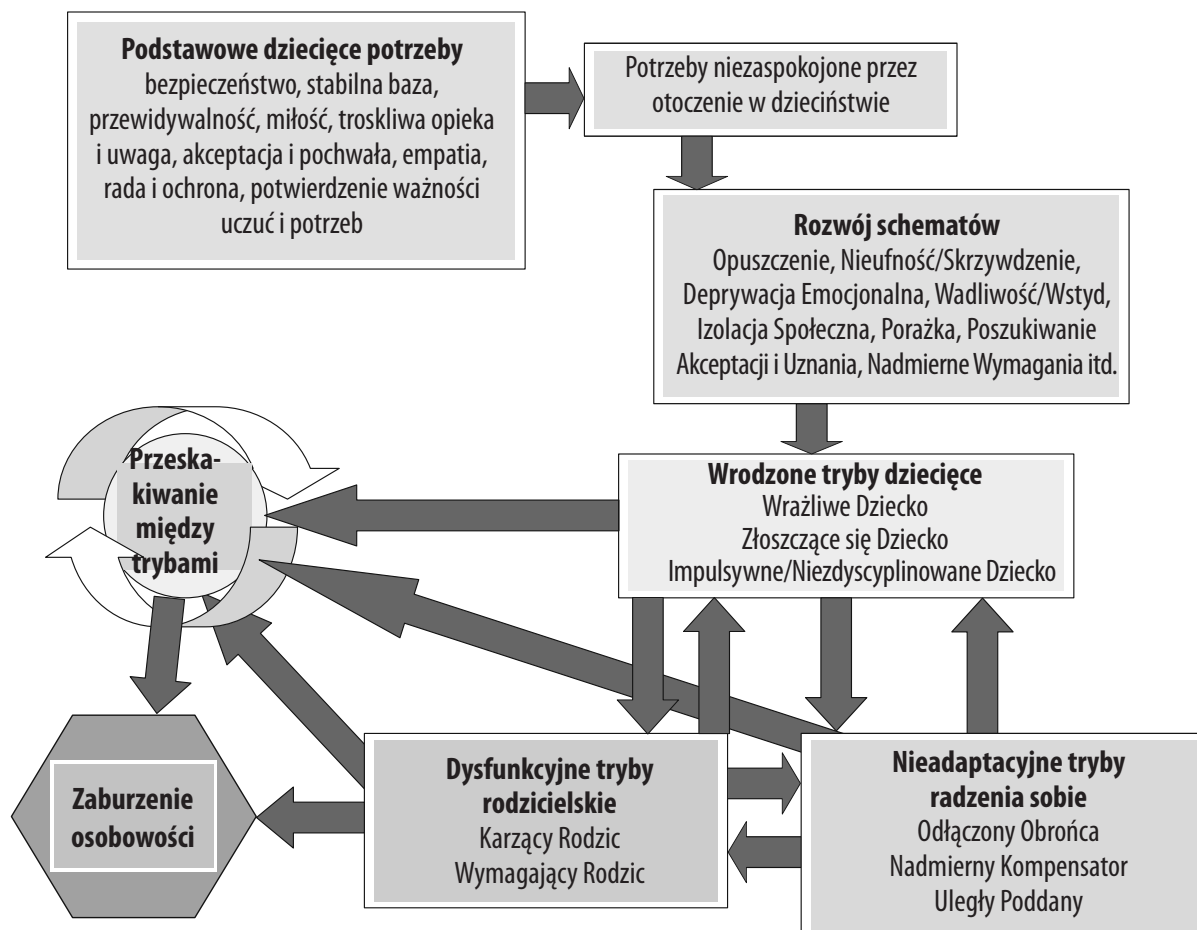 Podstawowe dziecięce potrzeby
bezpieczeństwo, stabilna baza,
przewidywalność, miłość, troskliwa opieka
i uwaga, akceptacja i pochwała, empatia,
rada i ochrona, potwierdzenie ważności
uczuć i potrzeb
Potrzeby niezaspokojone przez
otoczenie w dzieciństwie
Rozwój schematów
Opuszczenie, Nieufność/Skrzywdzenie,
Deprywacja Emocjonalna, Wadliwość/Wstyd,
Izolacja Społeczna, Porażka, Poszukiwanie
Akceptacji i Uznania, Nadmierne Wymagania itd.
Przeska-
kiwanie
między
trybami
Wrodzone tryby dziecięce
Wrażliwe Dziecko
Złoszczące się Dziecko
Impulsywne/Niezdyscyplinowane Dziecko
Zaburzenie
osobowości
Dysfunkcyjne tryby
rodzicielskie
Karzący Rodzic
Wymagający Rodzic
Nieadaptacyjne tryby
radzenia sobie
Odłączony Obrońca
Nadmierny Kompensator
Uległy Poddany